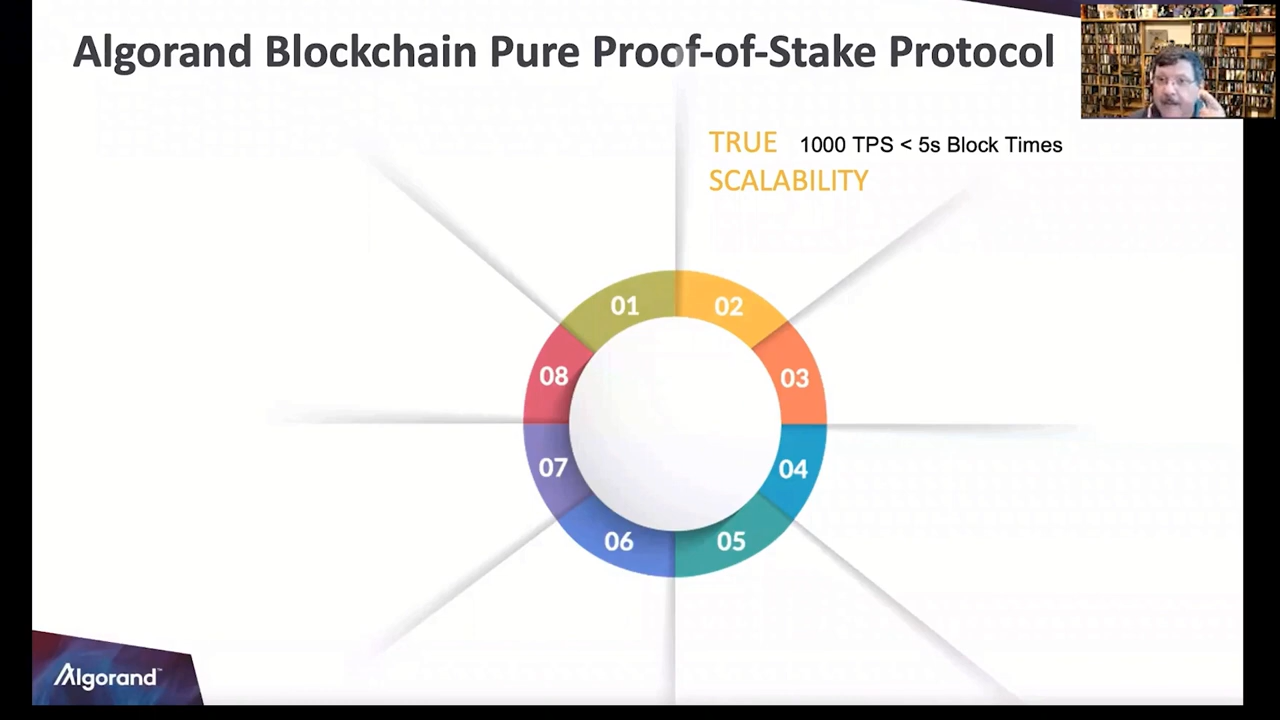 Algorand Blockchain Pure Proof-of-Stake Protocol
TRUE 1000 TPS < 5s Block Times
SCALABILITY
01
02
03
04
05
06
07
08
Algorand™